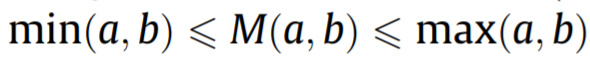 min(a, b) ⩽ M(a, b) ⩽ max(a, b)